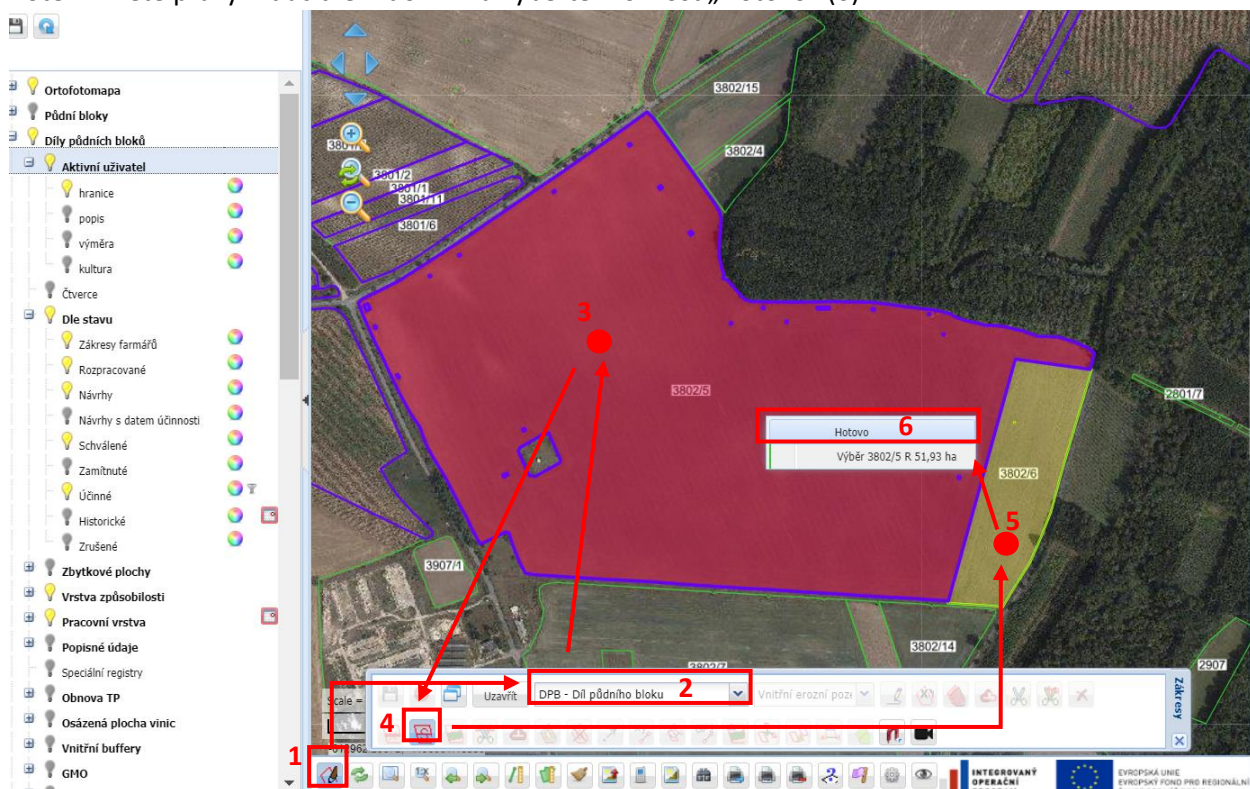 Ortofotomapa
Půdní bloky
Díly půdních bloků
Aktivní uživatel
hranice
popis
výměra
kultura
Čtverce
Dle stavu
Zákresy farmářů
Rozpracované
Návrhy
Návrhy s datem účinnosti
Schválené
Zamítnuté
Účinné
Historické
Zrušené
Zbytkové plochy
Vrstva způsobilosti
Pracovní vrstva
Popisné údaje
Speciální registry
Obnova TP
Osázená plocha vinic
Vnitřní buffery
GMO
3802/15
3802/4
3801/2
3801/1
3801/11
3801/6
3
3802/5
2801/7
Hotovo 6
Výběr 3802/5 R 51,93 ha
3802/6
5
3907/1
3802/14
3802/7
2907
Scale =
Uzavřít
DPB - Díl půdního bloku 2
Vnitřní erozní poz
Zákresy
4
1
INTEGROVANÝ
OPERAČNÍ
EVROPSKÁ UNIE
EVROPSKÝ FOND PRO REGIONÁLNÍ